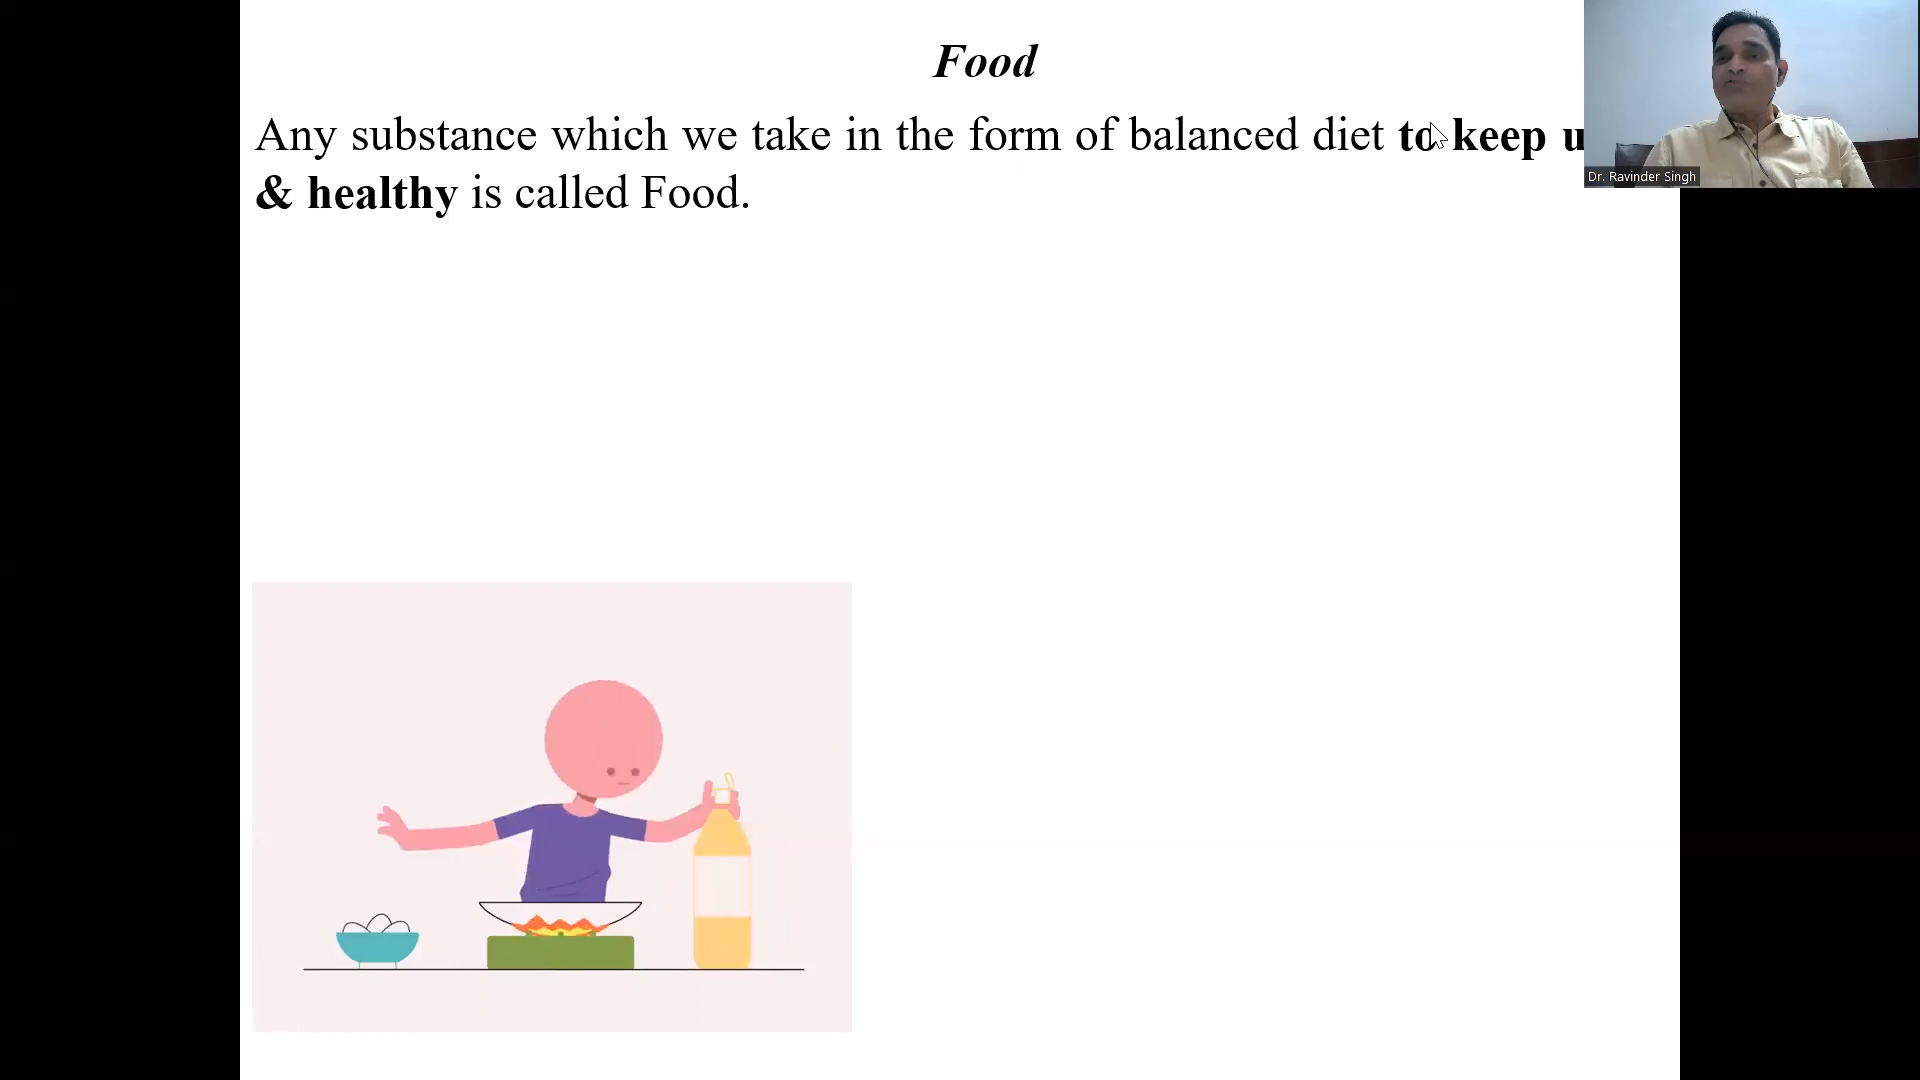 Food
Any substance which we take in the form of balanced diet to keep
& healthy is called Food.
Dr. Ravinder Singh